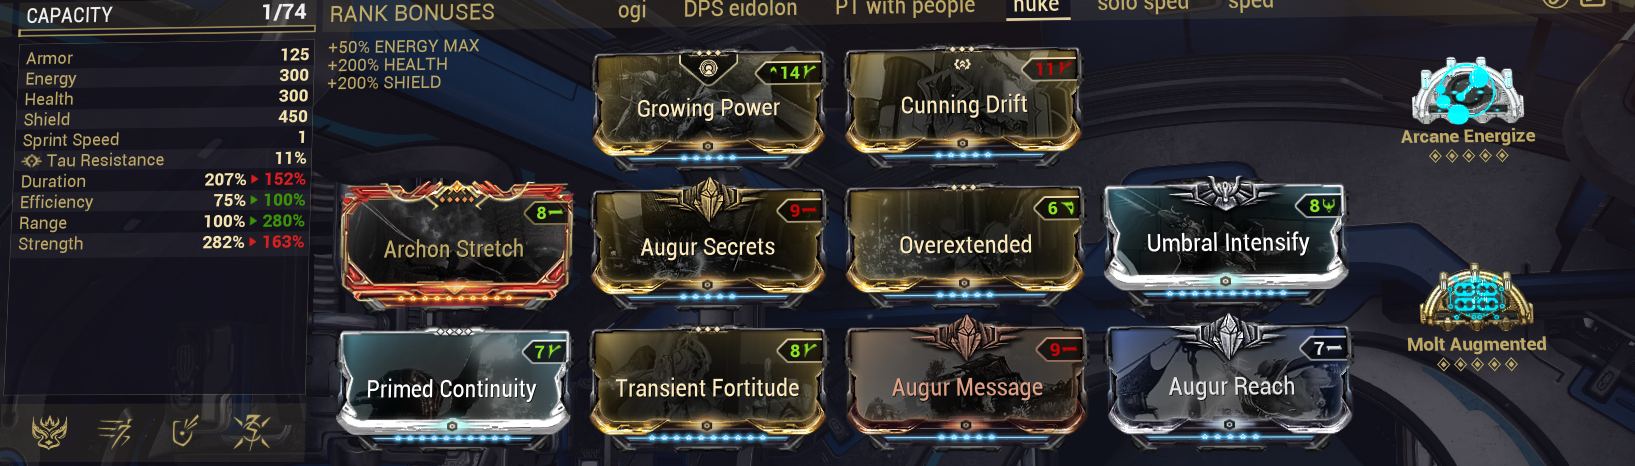 CAPACITY 1/74
RANK BONUSES
ogi
DPS eidolon
PT with people
nuke
solo sped
sped
+50% ENERGY MAX
+200% HEALTH
+200% SHIELD
Armor 125
Energy 300
Health 300
Shield 450
Sprint Speed 1
Tau Resistance 11%
Duration 207% 152%
Efficiency 75% 100%
Range 100% 280%
Strength 282% 163%
14
Growing Power
11
Cunning Drift
Arcane Energize
8
Archon Stretch
9
Augur Secrets
6
Overextended
8
Umbral Intensify
Molt Augmented
7
Primed Continuity
8
Transient Fortitude
9
Augur Message
7
Augur Reach